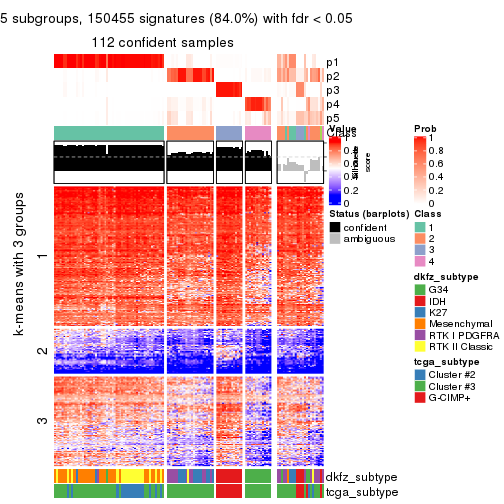 5 subgroups, 150455 signatures (84.0%) with fdr < 0.05
112 confident samples
p1
p2
p3
p4
p5
Class
k-means with 3 groups
1
2
3
dkfz_subtype
tcga_subtype
Value
1
0.8
0.6
0.4
0.2
0
score
Status (barplots)
confident
ambiguous
Prob
1
0.8
0.6
0.4
0.2
0
Class
1
2
3
4
dkfz_subtype
G34
IDH
K27
Mesenchymal
RTK I PDGFRA
RTK II Classic
tcga_subtype
Cluster #2
Cluster #3
G-CIMP+